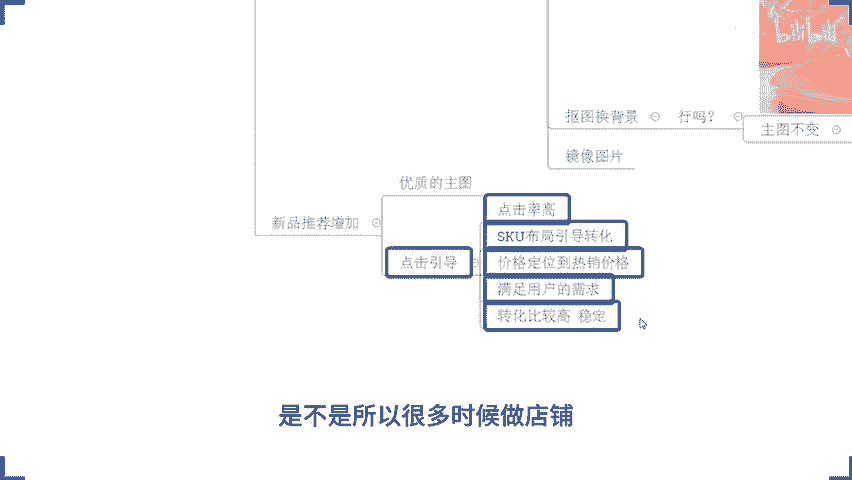 抠图换背景
行吗?
主图不变
镜像图片
优质的主图
新品推荐增加
点击率高
SKU布局引导转化
点击引导
价格定位到热销价格
满足用户的需求
转化比较高 稳定
是不是所以很多时候做店铺